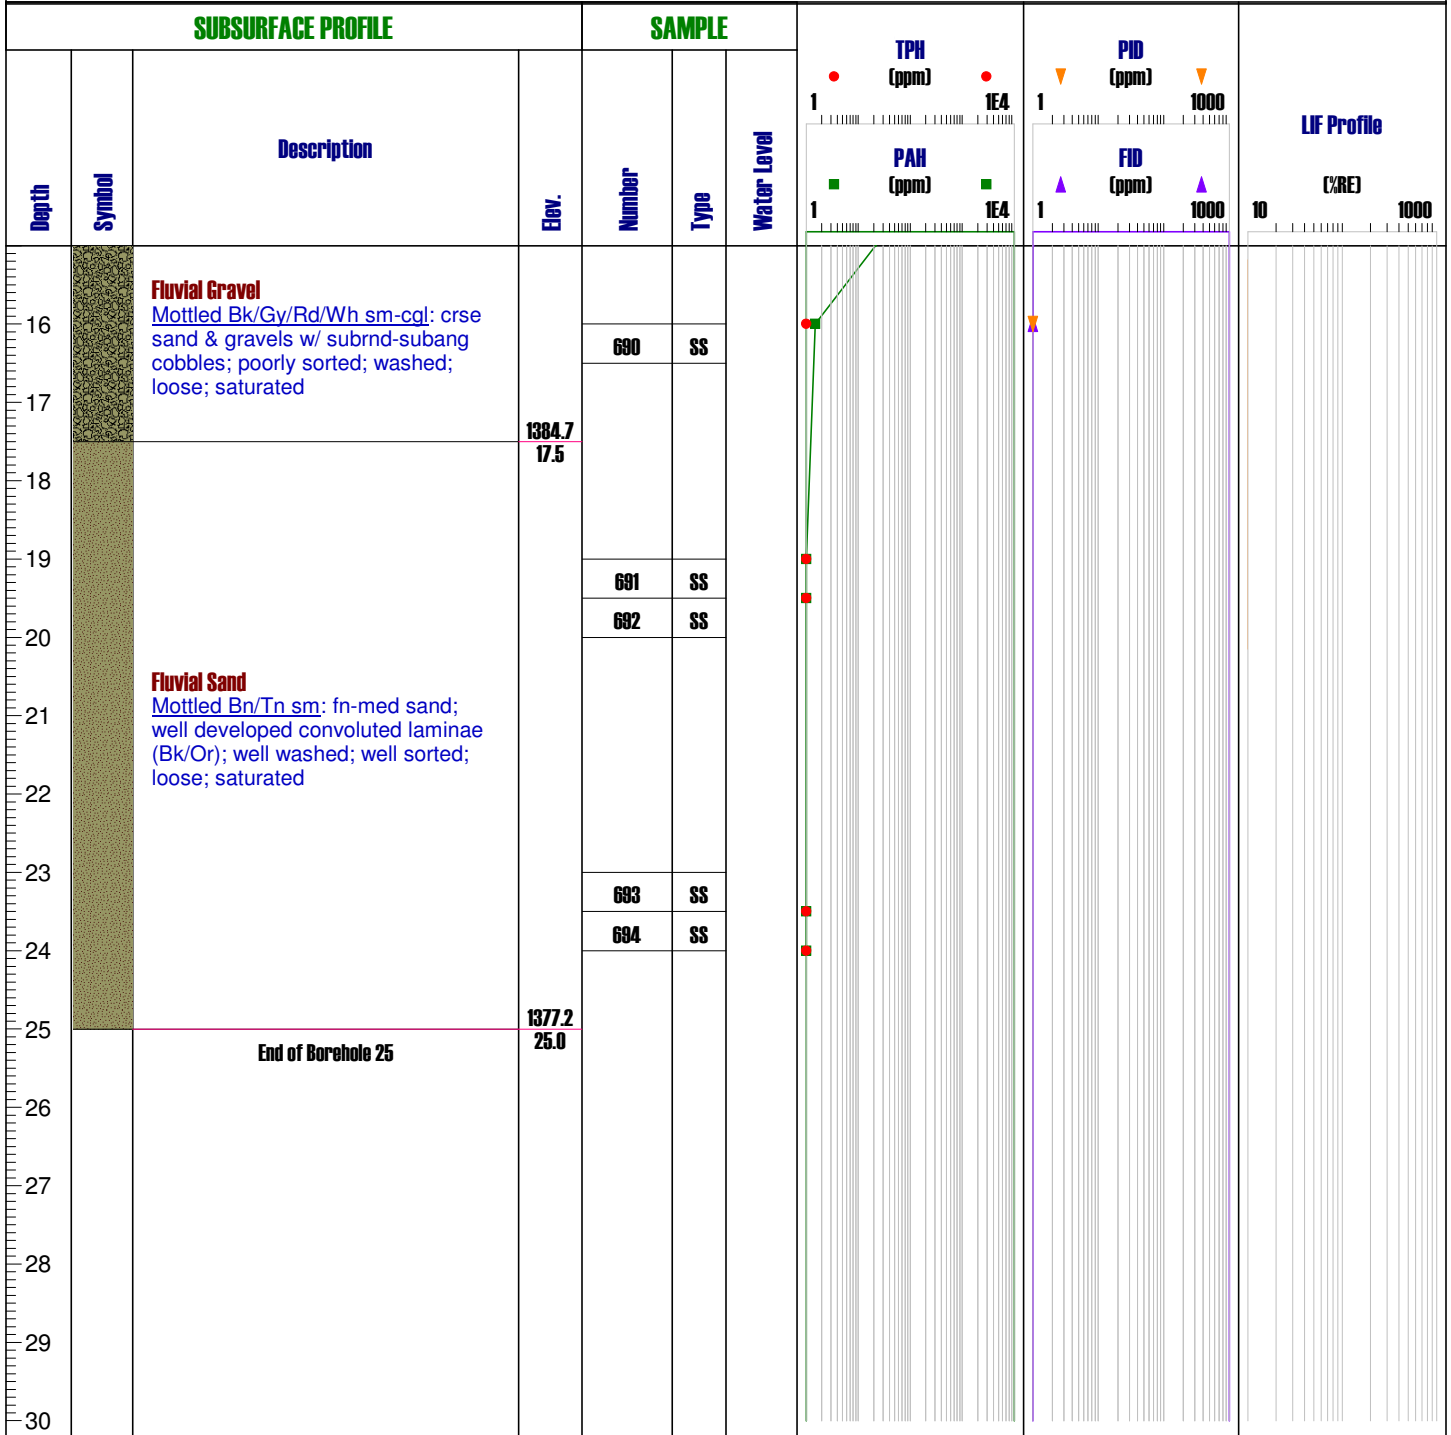 SUBSURFACE PROFILE
SAMPLE
Depth
Symbol
Description
Elev.
Number
Type
Water Level
TPH
(ppm)
1 1E4
PAH
(ppm)
1 1E4
PID
(ppm)
1 1000
FID
(ppm)
1 1000
LIF Profile
(%RE)
10 1000
Fluvial Gravel
Mottled Bk/Gy/Rd/Wh sm-cgl: crse
sand & gravels w/ subrnd-subang
cobbles; poorly sorted; washed;
loose; saturated
16
690 SS
17
1384.7
17.5
18
19
691 SS
692 SS
20
Fluvial Sand
Mottled Bn/Tn sm: fn-med sand;
well developed convoluted laminae
(Bk/Or); well washed; well sorted;
loose; saturated
21
22
23
693 SS
694 SS
24
1377.2
25
25.0
End of Borehole 25
26
27
28
29
30